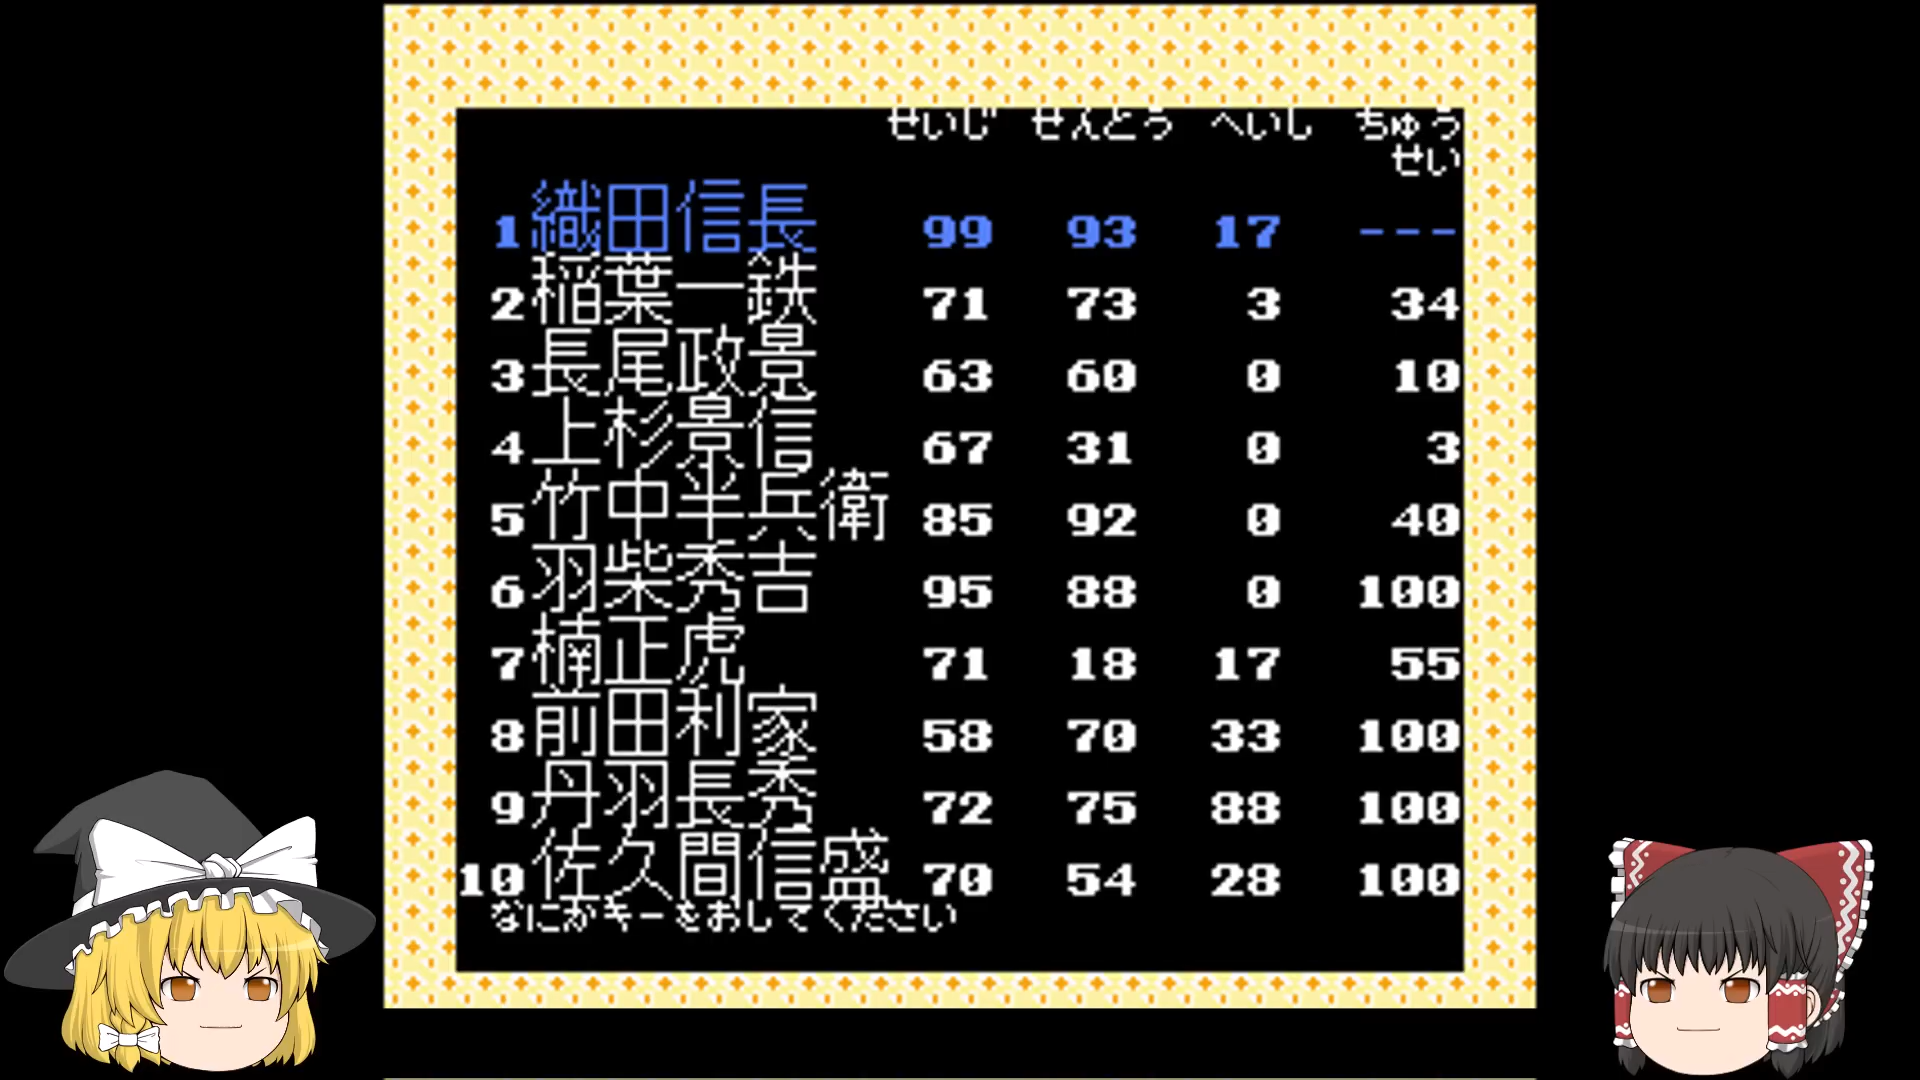 せいじ せんとう へいし ちゅう
せい
1 織田信長 99 93 17 ---
2 稲葉一鉄 71 73 3 34
3 長尾政景 63 60 0 10
4 上杉景信 67 31 0 3
5 竹中半兵衛 85 92 0 40
6 羽柴秀吉 95 88 0 100
7 楠正虎 71 18 17 55
8 前田利家 58 70 33 100
9 丹羽長秀 72 75 88 100
10 佐久間信盛 70 54 28 100
なにかキーをおしてください